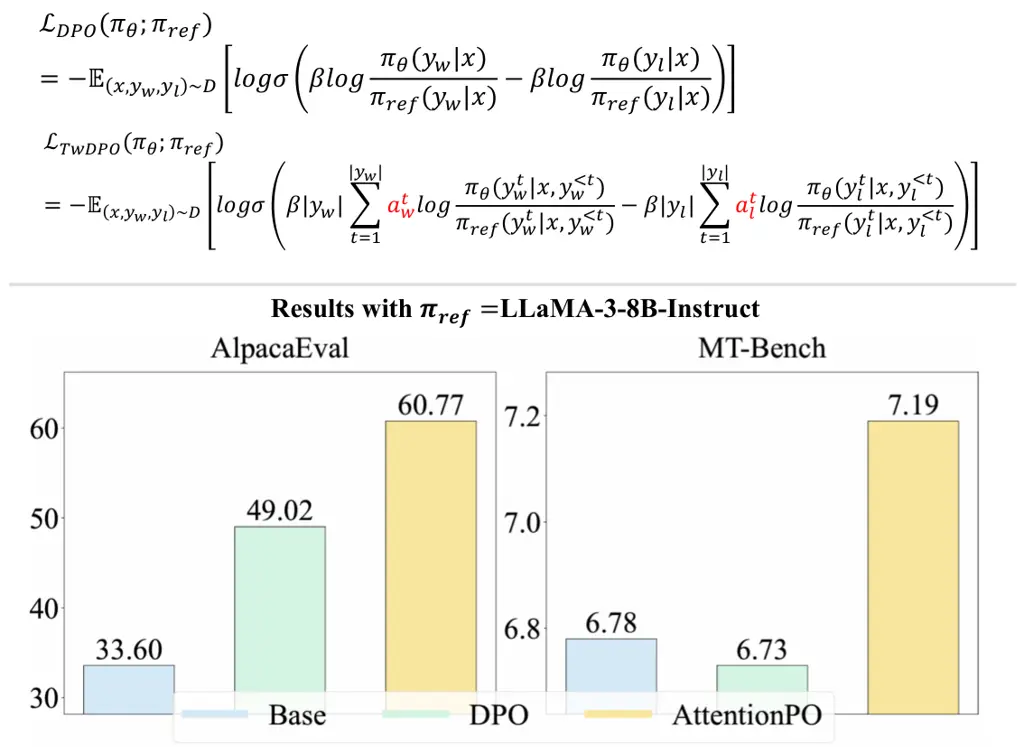 ℒ_DPO(π_θ; π_ref)
= −𝔼_(x,y_w,y_l)~D [logσ (βlog π_θ(y_w|x) / π_ref(y_w|x) − βlog π_θ(y_l|x) / π_ref(y_l|x))]
ℒ_TwDPO(π_θ; π_ref)
= −𝔼_(x,y_w,y_l)~D [logσ (β|y_w| ∑_{t=1}^{|y_w|} a_w^t log π_θ(y_w^t|x, y_w^{<t}) / π_ref(y_w^t|x, y_w^{<t}) − β|y_l| ∑_{t=1}^{|y_l|} a_l^t log π_θ(y_l^t|x, y_l^{<t}) / π_ref(y_l^t|x, y_l^{<t}))]
Results with π_ref =LLaMA-3-8B-Instruct
AlpacaEval
60
50
40
30
33.60
49.02
60.77
MT-Bench
7.2
7.0
6.8
6.78
6.73
7.19
Base DPO AttentionPO